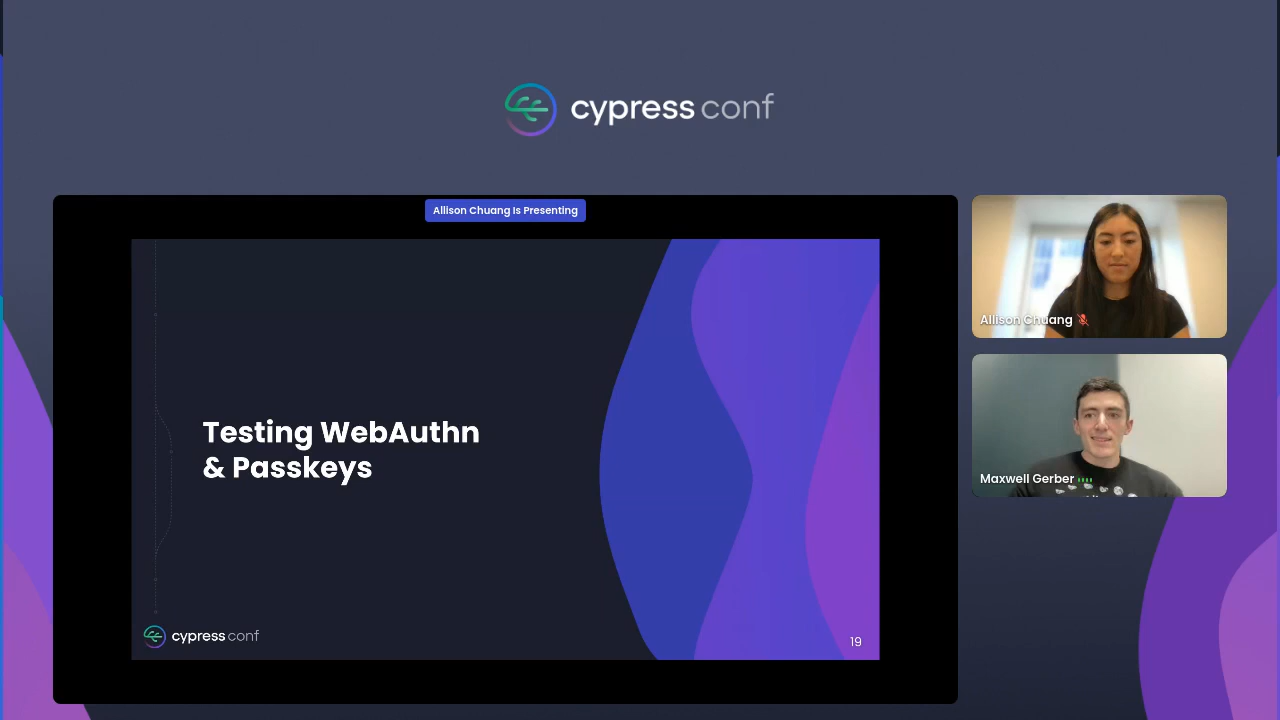 cypress conf
Allison Chuang Is Presenting
Testing WebAuthn
& Passkeys
cypress conf
19
Allison Chuang
Maxwell Gerber